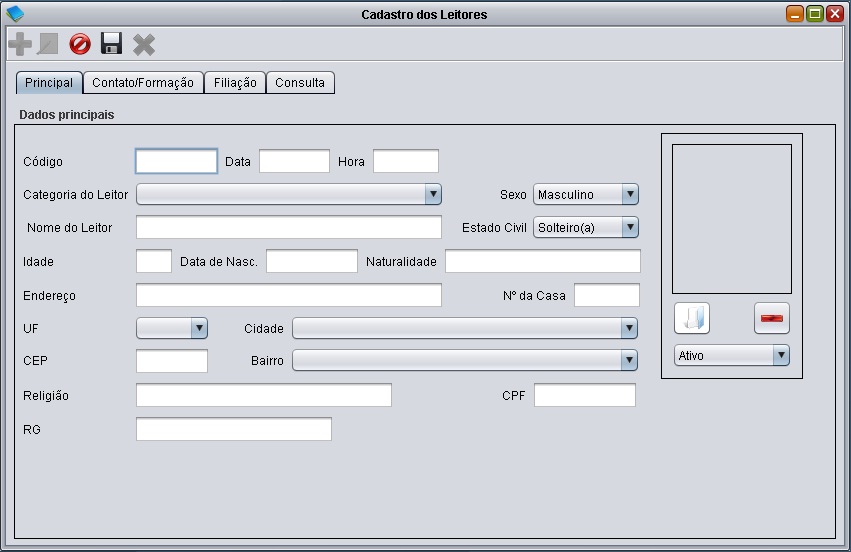 Cadastro dos Leitores
Principal Contato/Formação Filiação Consulta
Dados principais
Código Data Hora
Categoria do Leitor Sexo Masculino
Nome do Leitor Estado Civil Solteiro(a)
Idade Data de Nasc. Naturalidade
Endereço Nº da Casa
UF Cidade
CEP Bairro
Ativo
Religião CPF
RG